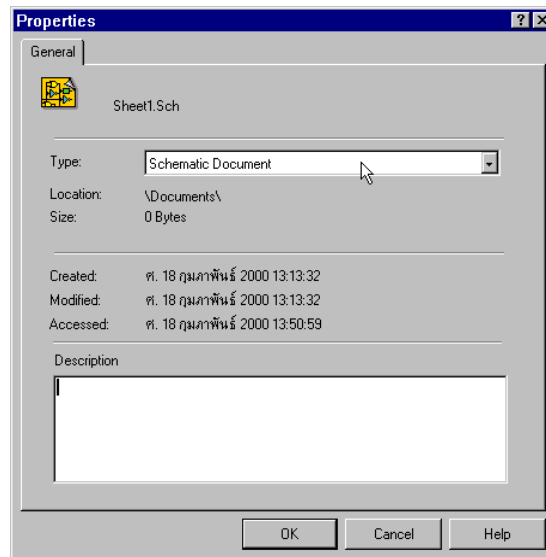 Properties
General
Sheet1.Sch
Type: Schematic Document
Location: \Documents\
Size: 0 Bytes
Created: ศ. 18 กุมภาพันธ์ 2000 13:13:32
Modified: ศ. 18 กุมภาพันธ์ 2000 13:13:32
Accessed: ศ. 18 กุมภาพันธ์ 2000 13:50:59
Description
OK Cancel Help